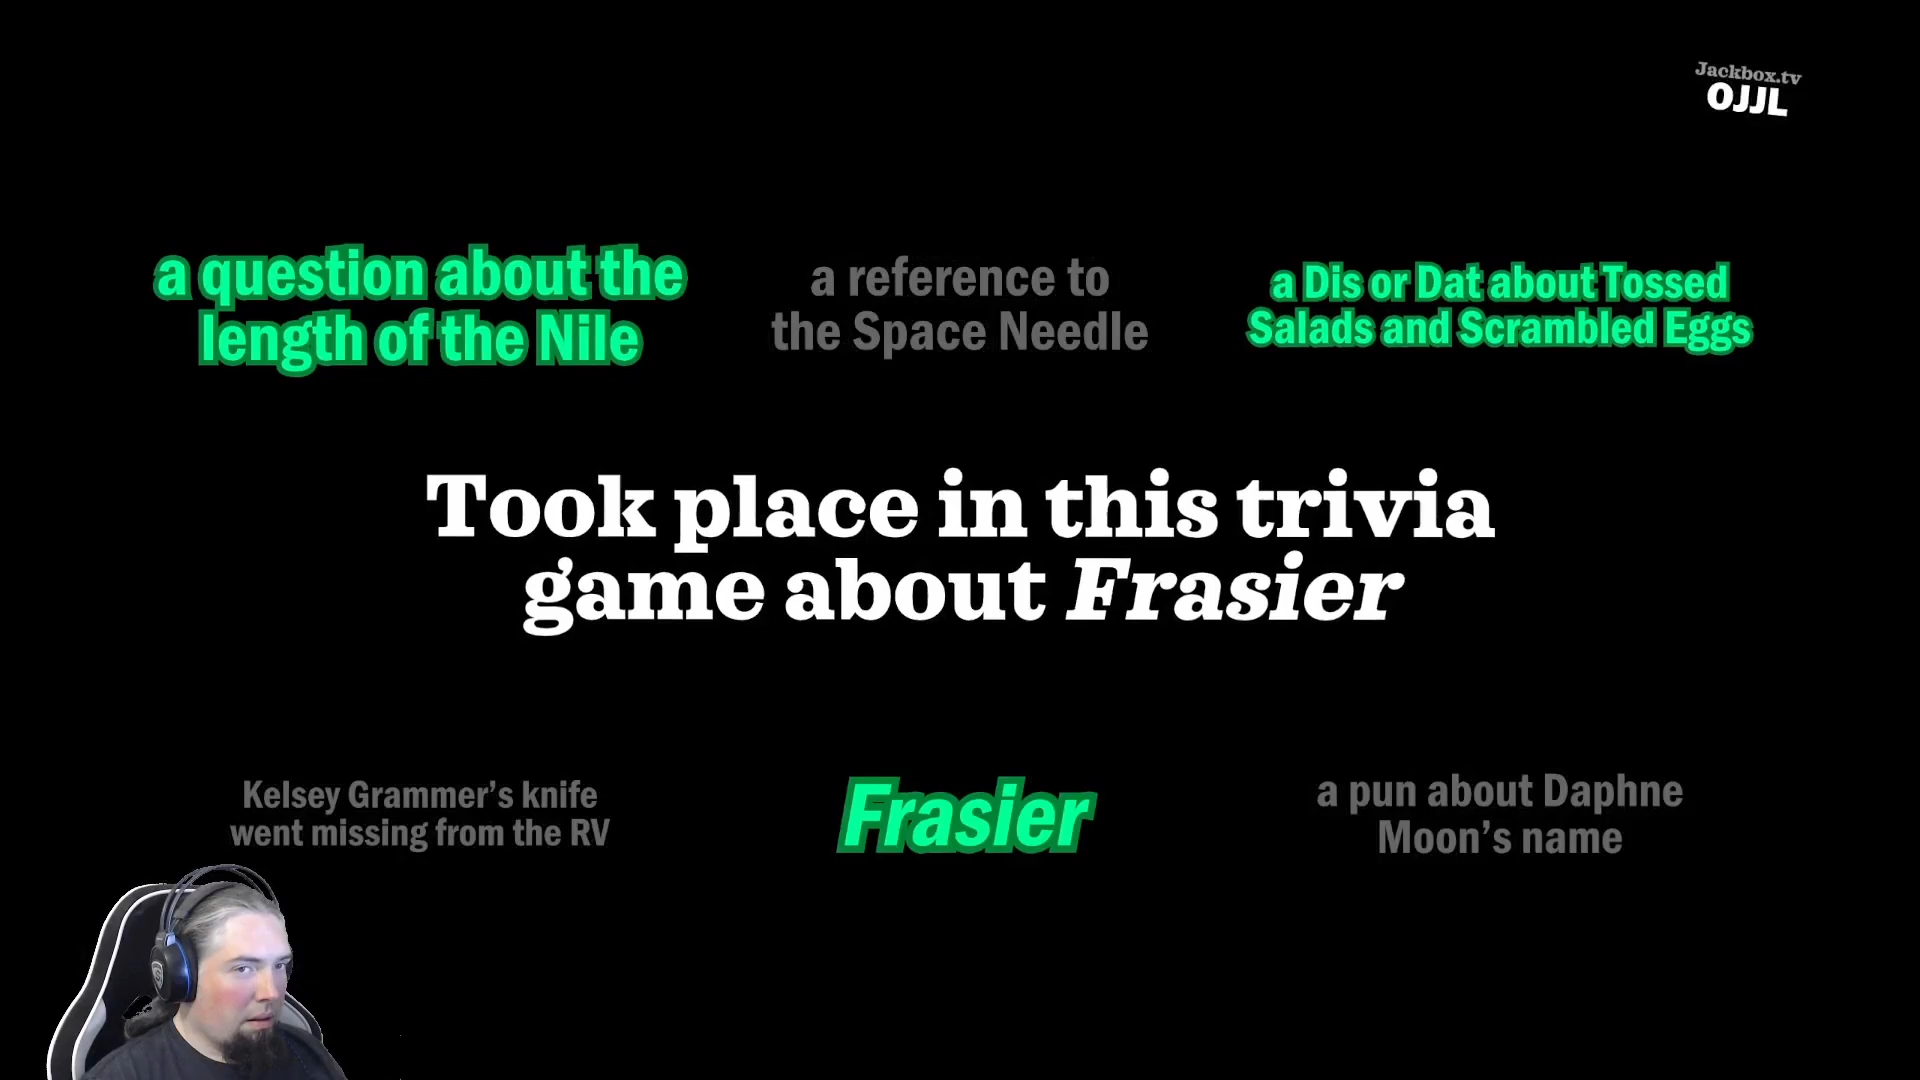 Jackbox.tv
OJJL
a question about the
length of the Nile
a reference to
the Space Needle
a Dis or Dat about Tossed
Salads and Scrambled Eggs
Took place in this trivia
game about Frasier
Kelsey Grammer’s knife
went missing from the RV
Frasier
a pun about Daphne
Moon’s name